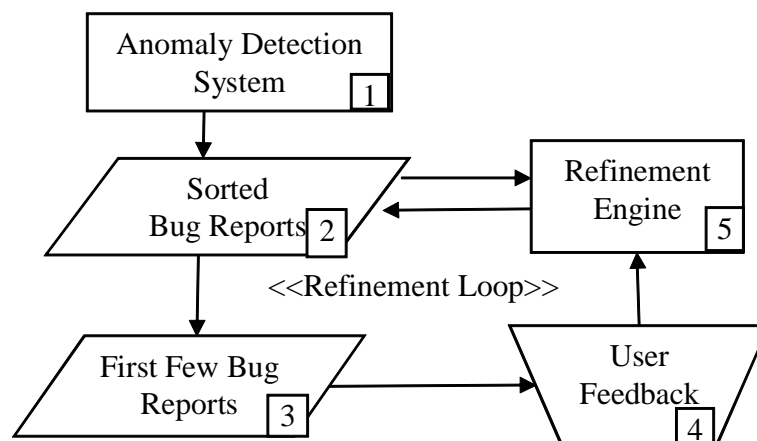 Anomaly Detection
System
1
Sorted
Bug Reports
2
Refinement
Engine
5
<<Refinement Loop>>
First Few Bug
Reports
3
User
Feedback
4